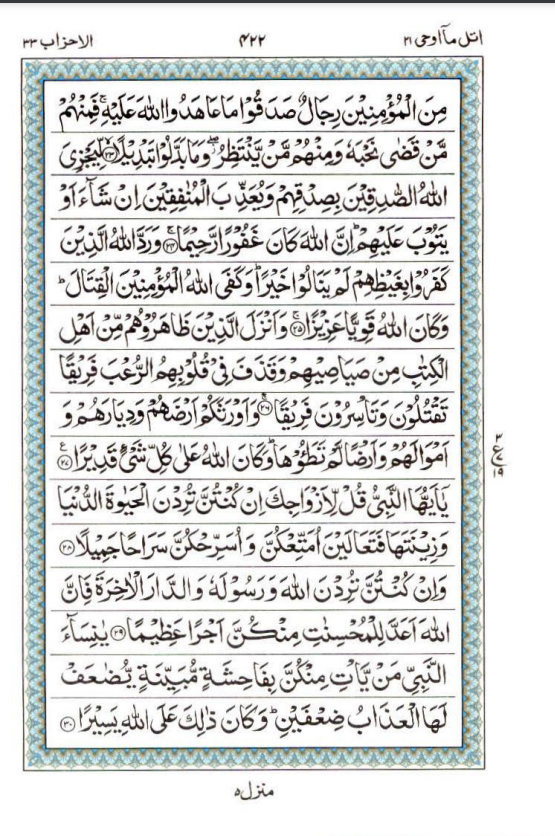 اتل مآاوحی ۲۱
۴۲۲
الاحزاب ۳۳
مِنَ الْمُؤْمِنِيْنَ رِجَالٌ صَدَقُوْا مَا عَاهَدُوا اللّٰهَ عَلَيْهِ ۚ فَمِنْهُمْ
مَّنْ قَضٰى نَحْبَهٗ وَمِنْهُمْ مَّنْ يَّنْتَظِرُ ۖ وَمَا بَدَّلُوْا تَبْدِيْلًا ۙ‏﴿۲۳﴾ لِّيَجْزِىَ
اللّٰهُ الصّٰدِقِيْنَ بِصِدْقِهِمْ وَيُعَذِّبَ الْمُنٰفِقِيْنَ اِنْ شَآءَ اَوْ
يَتُوْبَ عَلَيْهِمْ ؕ اِنَّ اللّٰهَ كَانَ غَفُوْرًا رَّحِيْمًا ۚ‏﴿۲۴﴾ وَرَدَّ اللّٰهُ الَّذِيْنَ
كَفَرُوْا بِغَيْظِهِمْ لَمْ يَنَالُوْا خَيْرًا ؕ وَكَفَى اللّٰهُ الْمُؤْمِنِيْنَ الْقِتَالَ ؕ
وَكَانَ اللّٰهُ قَوِيًّا عَزِيْزًا ۚ‏﴿۲۵﴾ وَاَنْزَلَ الَّذِيْنَ ظَاهَرُوْهُمْ مِّنْ اَهْلِ
الْكِتٰبِ مِنْ صَيَاصِيْهِمْ وَقَذَفَ فِىْ قُلُوْبِهِمُ الرُّعْبَ فَرِيْقًا
تَقْتُلُوْنَ وَتَاْسِرُوْنَ فَرِيْقًا ۚ‏﴿۲۶﴾ وَاَوْرَثَكُمْ اَرْضَهُمْ وَدِيَارَهُمْ وَ
اَمْوَالَهُمْ وَاَرْضًا لَّمْ تَطَئُوْهَا ؕ وَكَانَ اللّٰهُ عَلٰى كُلِّ شَىْءٍ قَدِيْرًا ‏﴿۲۷﴾ ع
۳
ع
۱۹
يٰۤاَيُّهَا النَّبِىُّ قُلْ لِّاَزْوَاجِكَ اِنْ كُنْتُنَّ تُرِدْنَ الْحَيٰوةَ الدُّنْيَا
وَزِيْنَتَهَا فَتَعَالَيْنَ اُمَتِّعْكُنَّ وَاُسَرِّحْكُنَّ سَرَاحًا جَمِيْلًا ‏﴿۲۸﴾
وَاِنْ كُنْتُنَّ تُرِدْنَ اللّٰهَ وَرَسُوْلَهٗ وَالدَّارَ الْاٰخِرَةَ فَاِنَّ
اللّٰهَ اَعَدَّ لِلْمُحْسِنٰتِ مِنْكُنَّ اَجْرًا عَظِيْمًا ‏﴿۲۹﴾ يٰنِسَآءَ
النَّبِىِّ مَنْ يَّاْتِ مِنْكُنَّ بِفَاحِشَةٍ مُّبَيِّنَةٍ يُّضٰعَفْ
لَهَا الْعَذَابُ ضِعْفَيْنِ ؕ وَكَانَ ذٰلِكَ عَلَى اللّٰهِ يَسِيْرًا ‏﴿۳۰﴾
منزل ۵